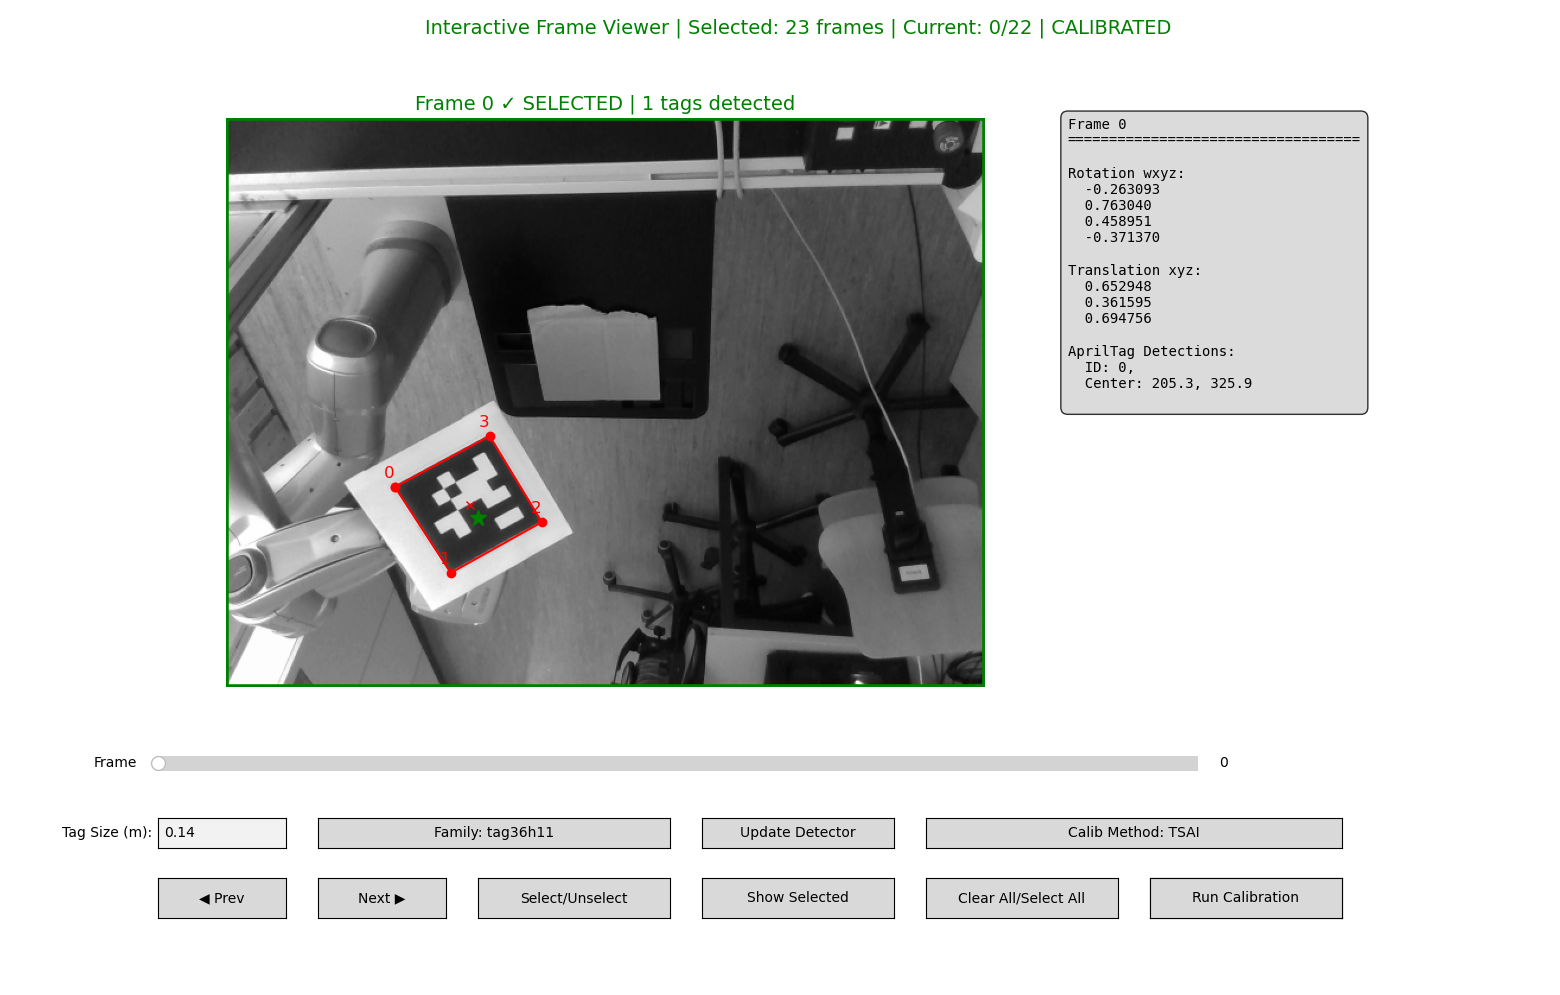 Interactive Frame Viewer | Selected: 23 frames | Current: 0/22 | CALIBRATED
Frame 0 ✓ SELECTED | 1 tags detected
3
0
2
1
Frame 0
===================================
Rotation wxyz:
-0.263093
0.763040
0.458951
-0.371370
Translation xyz:
0.652948
0.361595
0.694756
AprilTag Detections:
ID: 0,
Center: 205.3, 325.9
Frame 0
Tag Size (m): 0.14 Family: tag36h11 Update Detector Calib Method: TSAI
◀ Prev Next ▶ Select/Unselect Show Selected Clear All/Select All Run Calibration